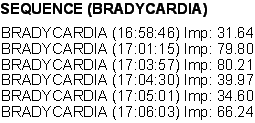 SEQUENCE (BRADYCARDIA)
BRADYCARDIA (16:58:46) Imp: 31.64
BRADYCARDIA (17:01:15) Imp: 79.80
BRADYCARDIA (17:03:57) Imp: 80.21
BRADYCARDIA (17:04:30) Imp: 39.97
BRADYCARDIA (17:05:01) Imp: 34.60
BRADYCARDIA (17:06:03) Imp: 66.24